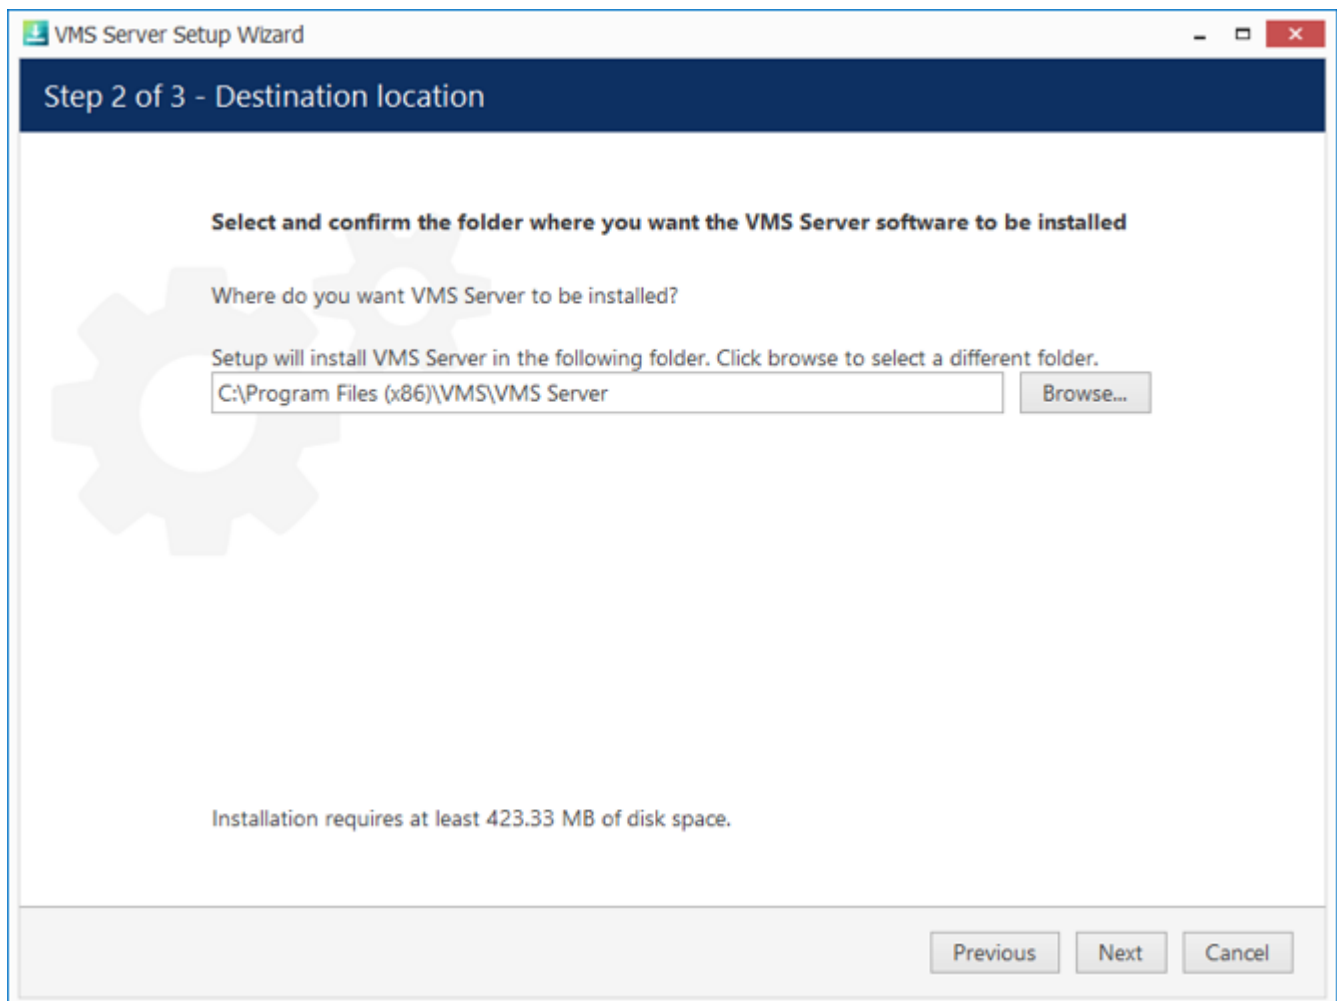 VMS Server Setup Wizard
Step 2 of 3 - Destination location
Select and confirm the folder where you want the VMS Server software to be installed
Where do you want VMS Server to be installed?
Setup will install VMS Server in the following folder. Click browse to select a different folder.
C:\Program Files (x86)\VMS\VMS Server
Browse...
Installation requires at least 423.33 MB of disk space.
Previous
Next
Cancel